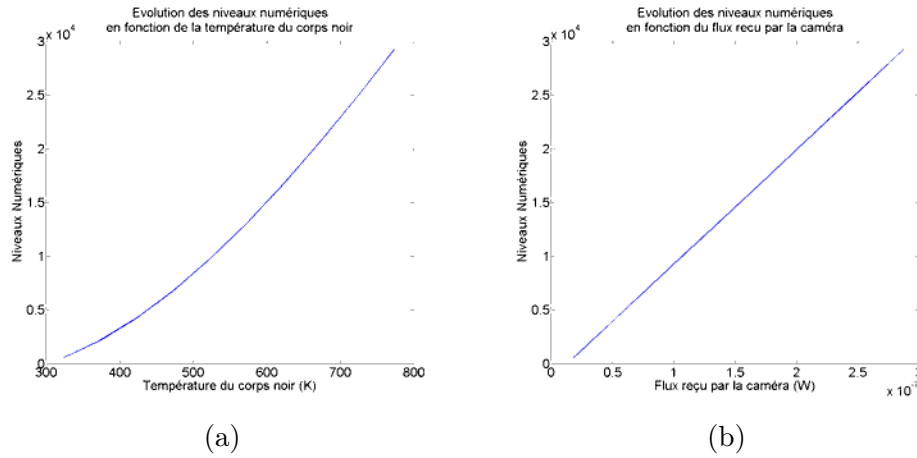 Evolution des niveaux numériques
en fonction de la température du corps noir
x 10⁴
3
2.5
2
1.5
1
0.5
0
Niveaux Numériques
300 400 500 600 700 800
Température du corps noir (K)
(a)
Evolution des niveaux numériques
en fonction du flux recu par la caméra
x 10⁴
3
2.5
2
1.5
1
0.5
0
Niveaux Numériques
0 0.5 1 1.5 2 2.5
Flux reçu par la caméra (W)
x 10
(b)